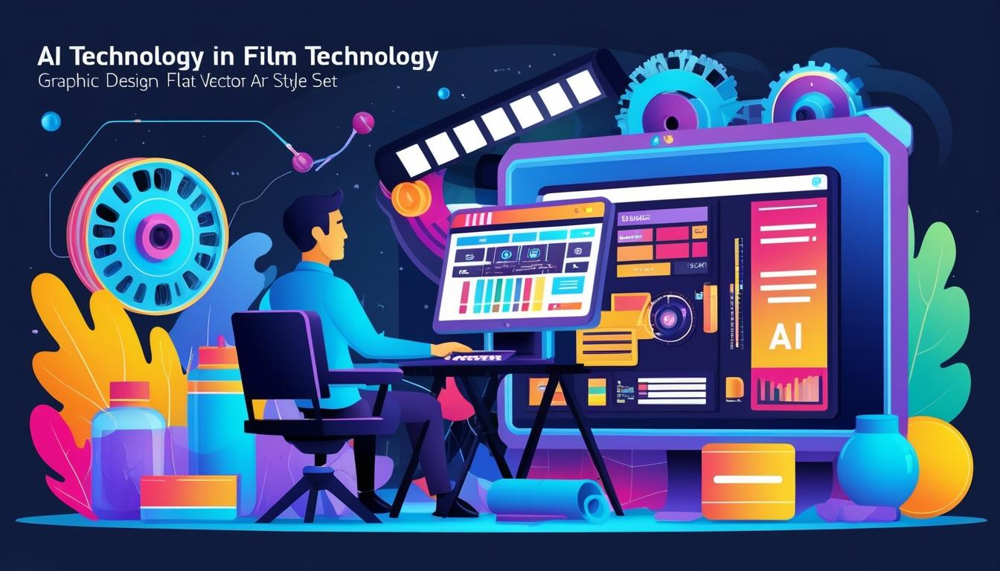 AI Technology in Film Technology
Graphic Design Flat Vector Ar Style Set
AI